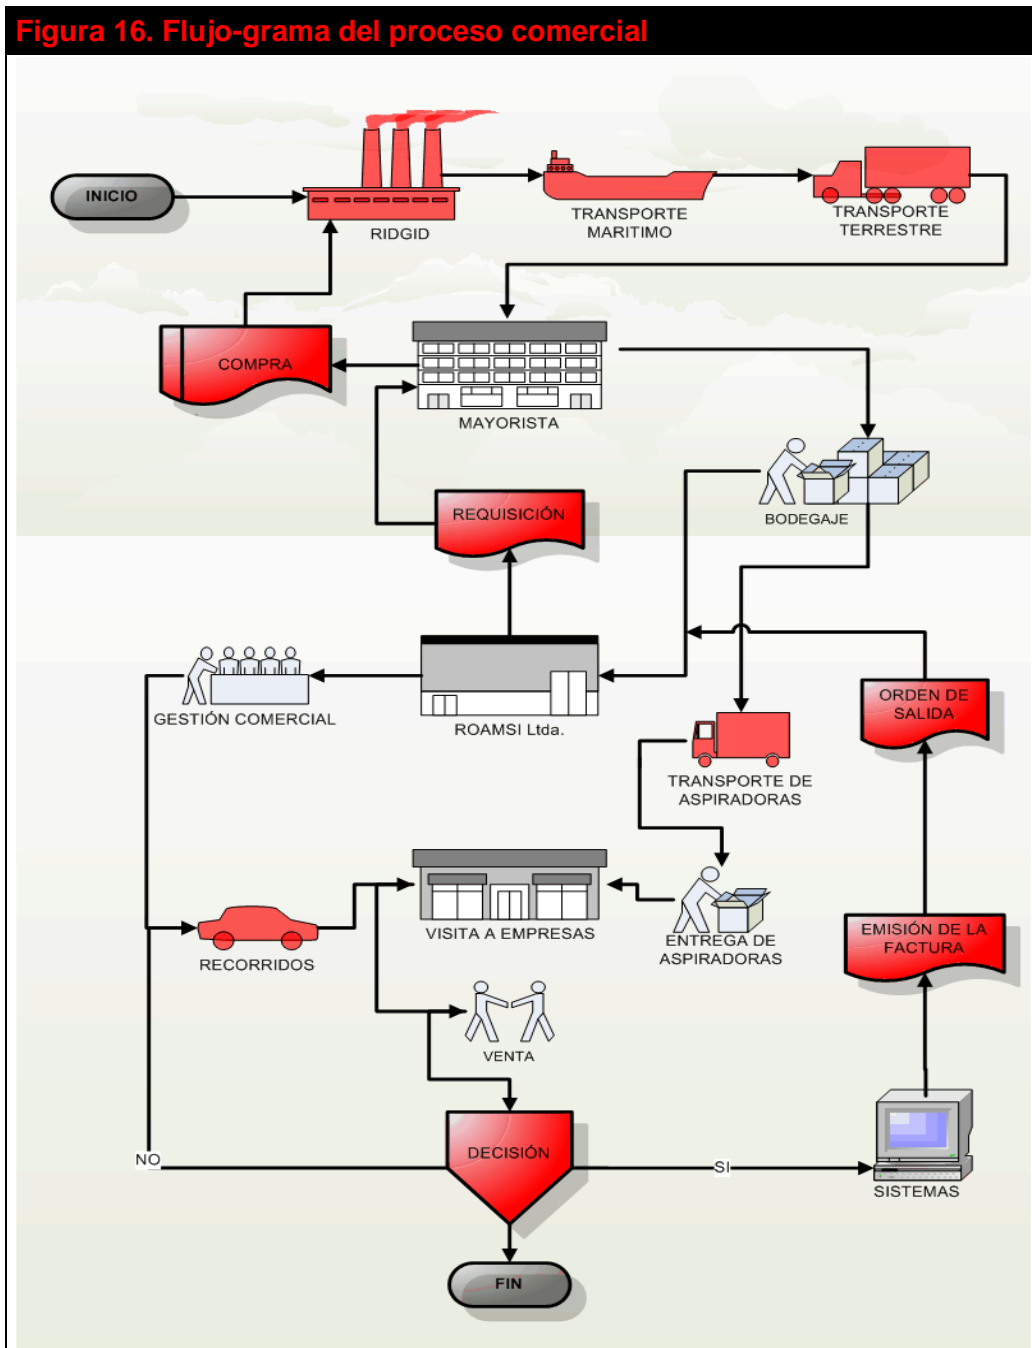 Figura 16. Flujo-grama del proceso comercial
INICIO
RIDGID
TRANSPORTE
MARITIMO
TRANSPORTE
TERRESTRE
COMPRA
MAYORISTA
BODEGAJE
REQUISICIÓN
GESTIÓN COMERCIAL
ROAMSI Ltda.
ORDEN DE
SALIDA
TRANSPORTE DE
ASPIRADORAS
RECORRIDOS
VISITA A EMPRESAS
ENTREGA DE
ASPIRADORAS
EMISIÓN DE LA
FACTURA
VENTA
DECISIÓN
NO
SI
SISTEMAS
FIN